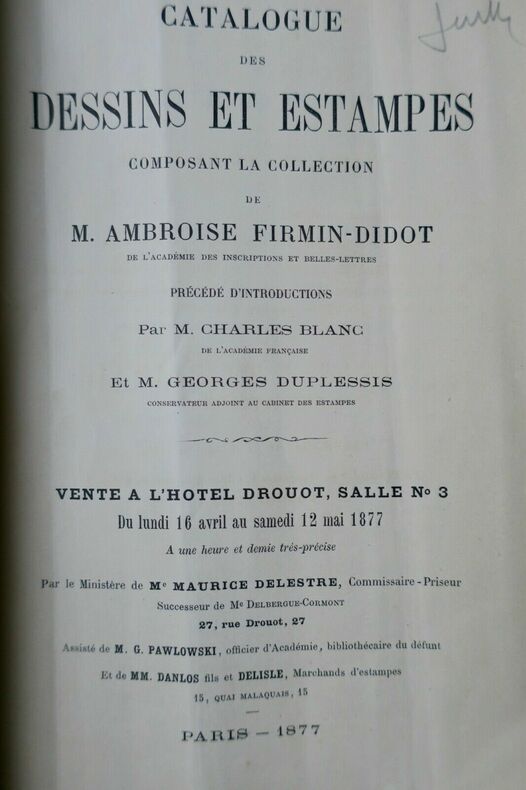 CATALOGUE
DES
DESSINS ET ESTAMPES
COMPOSANT LA COLLECTION
DE
M. AMBROISE FIRMIN-DIDOT
DE L'ACADÉMIE DES INSCRIPTIONS ET BELLES-LETTRES
PRÉCÉDÉ D'INTRODUCTIONS
Par M. CHARLES BLANC
DE L'ACADÉMIE FRANÇAISE
Et M. GEORGES DUPLESSIS
CONSERVATEUR ADJOINT AU CABINET DES ESTAMPES
VENTE A L'HOTEL DROUOT, SALLE No 3
Du lundi 16 avril au samedi 12 mai 1877
A une heure et demie très-précise
Par le Ministère de Me MAURICE DELESTRE, Commissaire-Priseur
Successeur de Me DELBERGUE-CORMONT
27, rue Drouot, 27
Assisté de M. G. PAWLOWSKI, officier d'Académie, bibliothécaire du défunt
Et de MM. DANLOS fils et DELISLE, Marchands d'estampes
15, QUAI MALAQUAIS, 15
PARIS — 1877